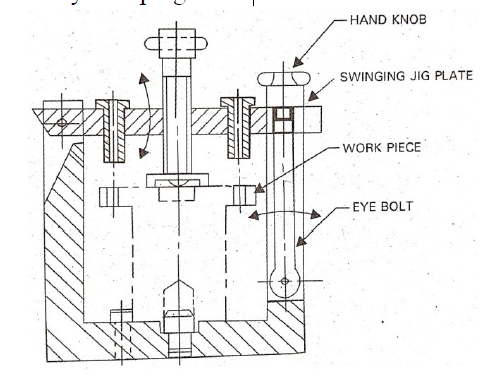 HAND KNOB
SWINGING JIG PLATE
WORK PIECE
EYE BOLT